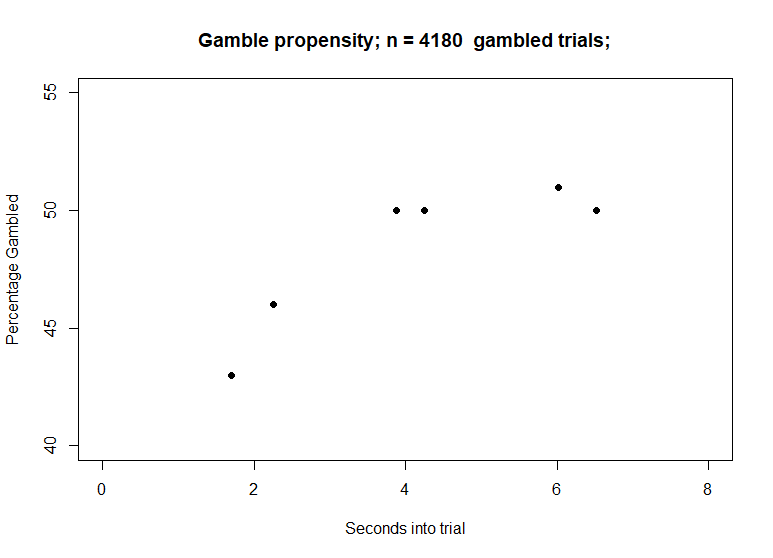 Gamble propensity; n = 4180  gambled trials;
Percentage Gambled
55
50
45
40
0 2 4 6 8
Seconds into trial